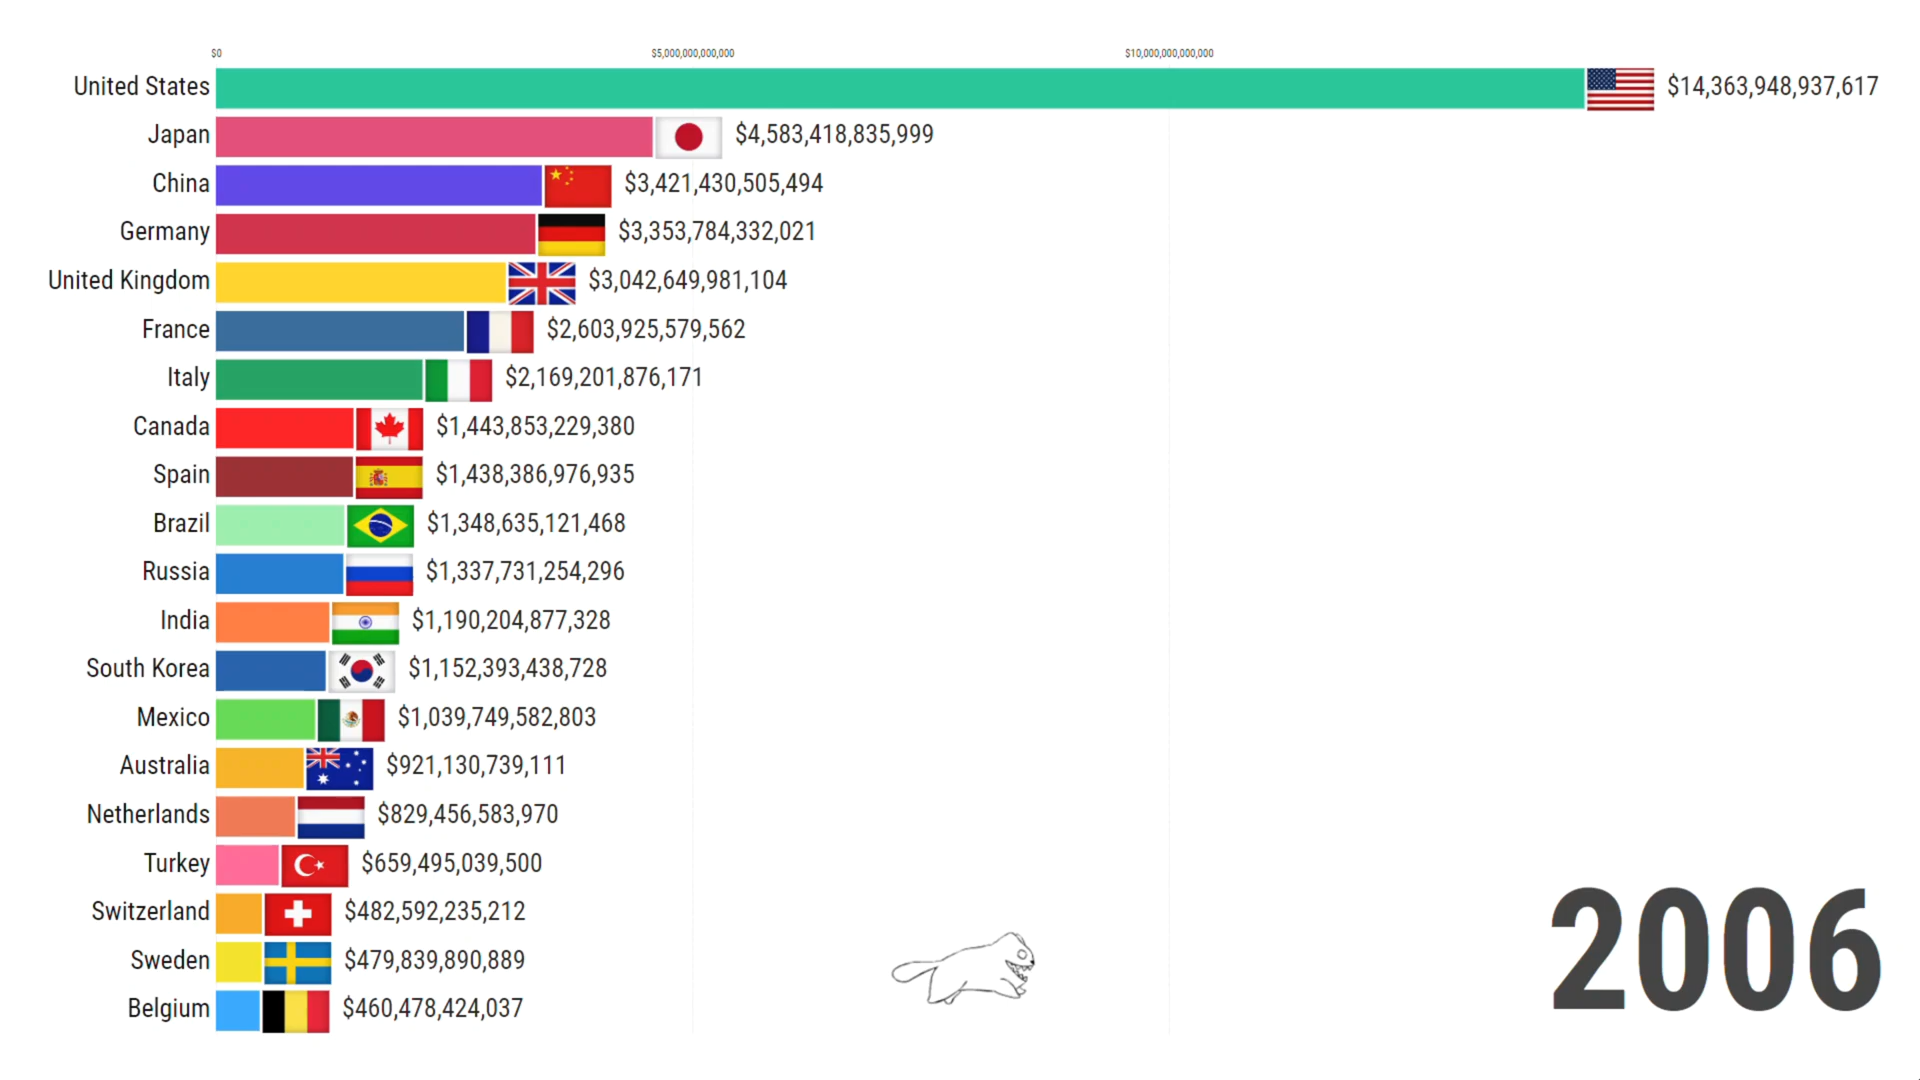 $0 $5,000,000,000,000 $10,000,000,000,000
United States $14,363,948,937,617
Japan $4,583,418,835,999
China $3,421,430,505,494
Germany $3,353,784,332,021
United Kingdom $3,042,649,981,104
France $2,603,925,579,562
Italy $2,169,201,876,171
Canada $1,443,853,229,380
Spain $1,438,386,976,935
Brazil $1,348,635,121,468
Russia $1,337,731,254,296
India $1,190,204,877,328
South Korea $1,152,393,438,728
Mexico $1,039,749,582,803
Australia $921,130,739,111
Netherlands $829,456,583,970
Turkey $659,495,039,500
Switzerland $482,592,235,212
Sweden $479,839,890,889
Belgium $460,478,424,037
2006